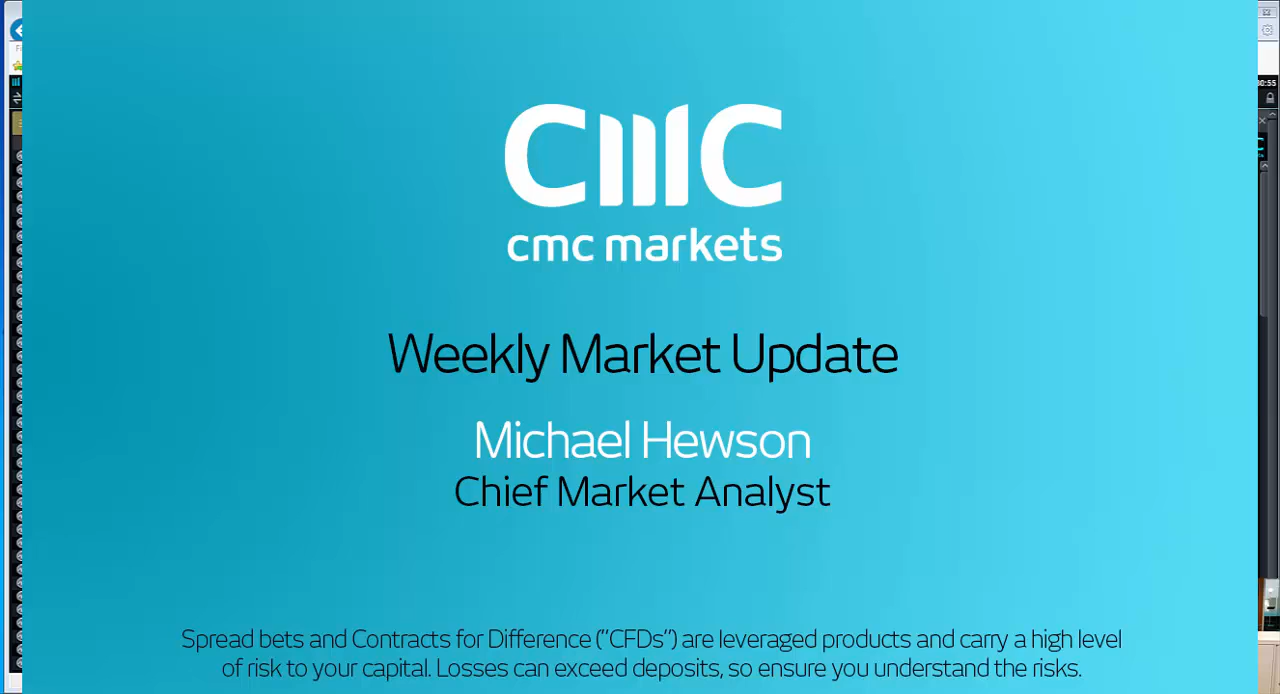 CMC
cmc markets
Weekly Market Update
Michael Hewson
Chief Market Analyst
Spread bets and Contracts for Difference ("CFDs") are leveraged products and carry a high level
of risk to your capital. Losses can exceed deposits, so ensure you understand the risks.